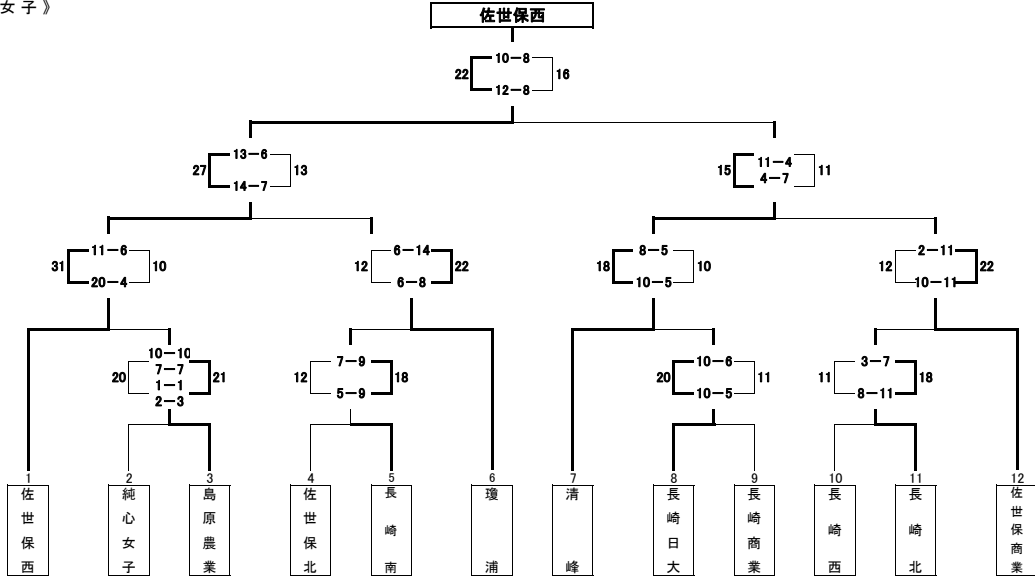 女 子 》
佐世保西
10－8
22 16
12－8
13－6
27 13
14－7
11－4
15 11
4－7
11－6
31 10
20－4
6－14
12 22
6－8
8－5
18 10
10－5
2－11
12 22
10－11
10－10
7－7
20 21
1－1
2－3
7－9
12 18
5－9
10－6
20 11
10－5
3－7
11 18
8－11
1 2 3 4 5 6 7 8 9 10 11 12
佐世保西
純心女子
島原農業
佐世保北
長崎南
瓊浦
清峰
長崎日大
長崎商業
長崎西
長崎北
佐世保商業